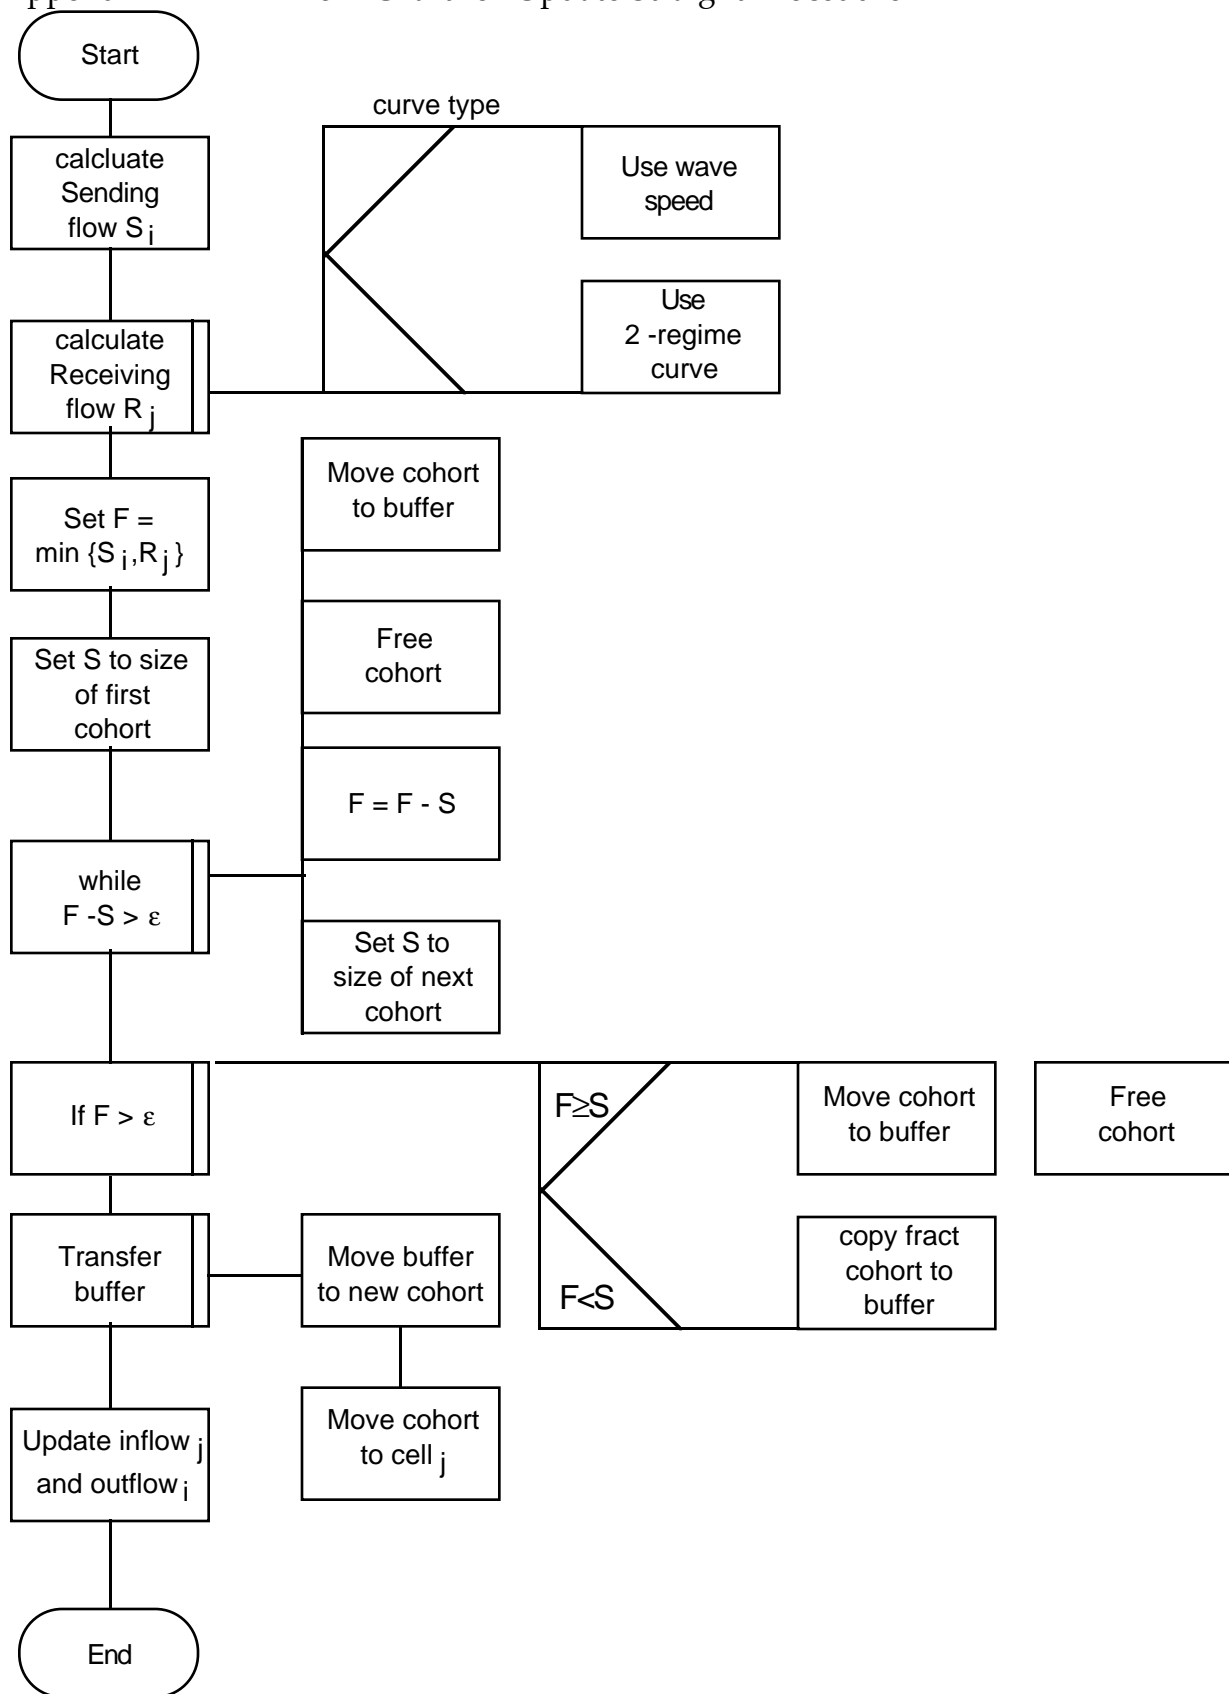 Start
calcluate
Sending
flow S i
calculate
Receiving
flow R j
curve type
Use wave
speed
Use
2 -regime
curve
Set F =
min {S i ,R j }
Set S to size
of first
cohort
while
F -S > ε
Move cohort
to buffer
Free
cohort
F = F - S
Set S to
size of next
cohort
If F > ε
F≥S
Move cohort
to buffer
Free
cohort
F<S
copy fract
cohort to
buffer
Transfer
buffer
Move buffer
to new cohort
Move cohort
to cell j
Update inflow j
and outflow i
End